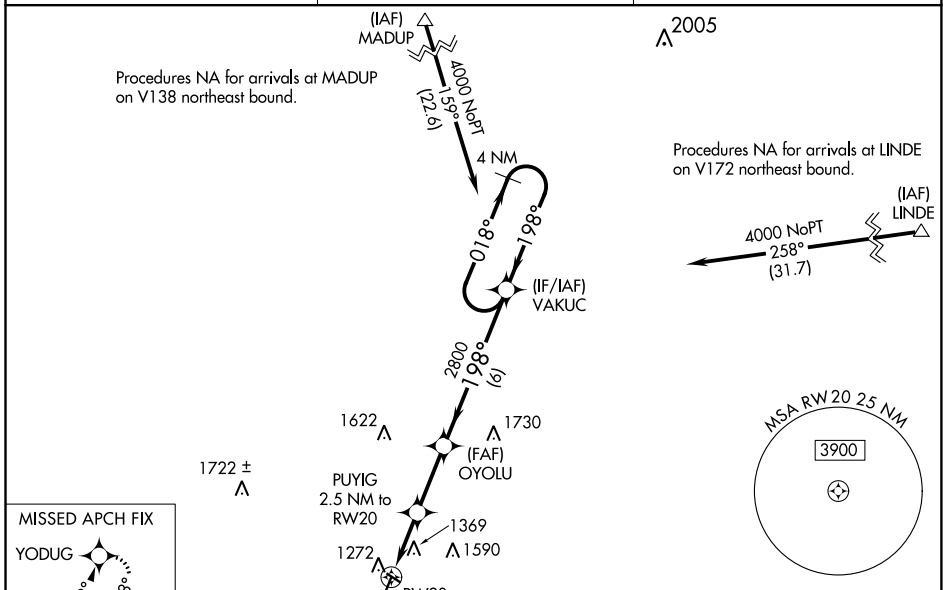 (IAF)
MADUP
2005
Procedures NA for arrivals at MADUP
on V138 northeast bound.
4000 NoPT
159°
(22.6)
4 NM
Procedures NA for arrivals at LINDE
on V172 northeast bound.
(IAF)
LINDE
4000 NoPT
258°
(31.7)
018°
198°
(IF/IAF)
VAKUC
2800
198°
(6)
1622
1730
(FAF)
OYOLU
MSA RW20 25 NM
3900
1722 ±
PUYIG
2.5 NM to
RW20
1369
1272
1590
MISSED APCH FIX
YODUG